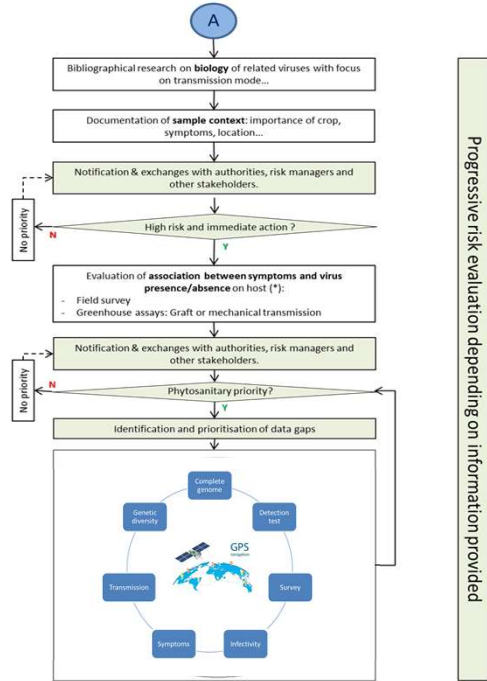 A
Bibliographical research on biology of related viruses with focus
on transmission mode...
Documentation of sample context: importance of crop,
symptoms, location...
Notification & exchanges with authorities, risk managers and
other stakeholders.
No priority
N
High risk and immediate action ?
Y
Evaluation of association between symptoms and virus
presence/absence on host (*):
- Field survey
- Greenhouse assays: Graft or mechanical transmission
Notification & exchanges with authorities, risk managers and
other stakeholders.
No priority
N
Phytosanitary priority?
Y
Identification and prioritisation of data gaps
Complete
genome
Genetic
diversity
Detection
test
GPS
navigation
Transmission
Survey
Symptoms
Infectivity
Progressive risk evaluation depending on information provided